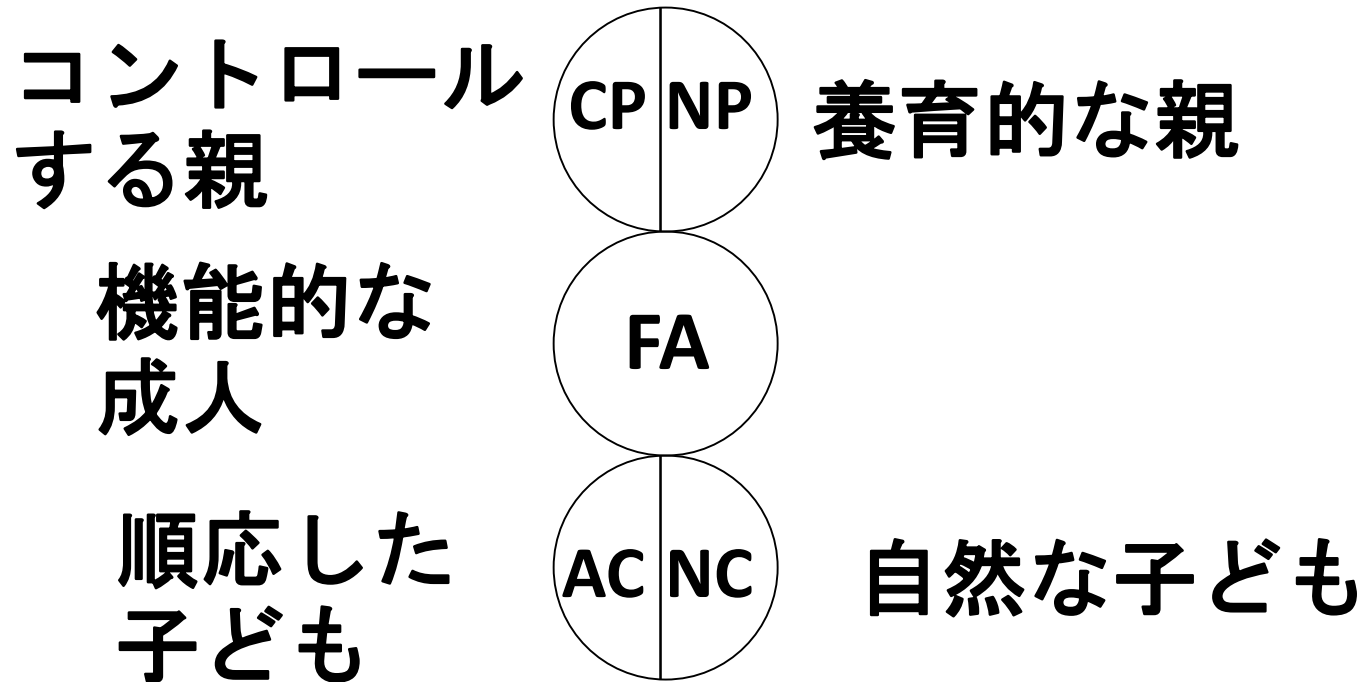 コントロール
する親
CP NP
養育的な親
機能的な
成人
FA
順応した
子ども
AC NC
自然な子ども